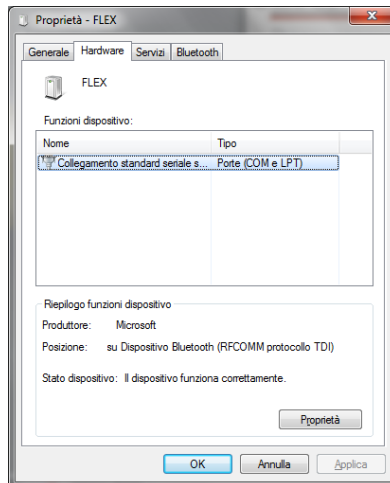 Proprietà - FLEX
Generale Hardware Servizi Bluetooth
FLEX
Funzioni dispositivo:
Nome Tipo
Collegamento standard seriale s... Porte (COM e LPT)
Riepilogo funzioni dispositivo
Produttore: Microsoft
Posizione: su Dispositivo Bluetooth (RFCOMM protocollo TDI)
Stato dispositivo: Il dispositivo funziona correttamente.
Proprietà
OK Annulla Applica